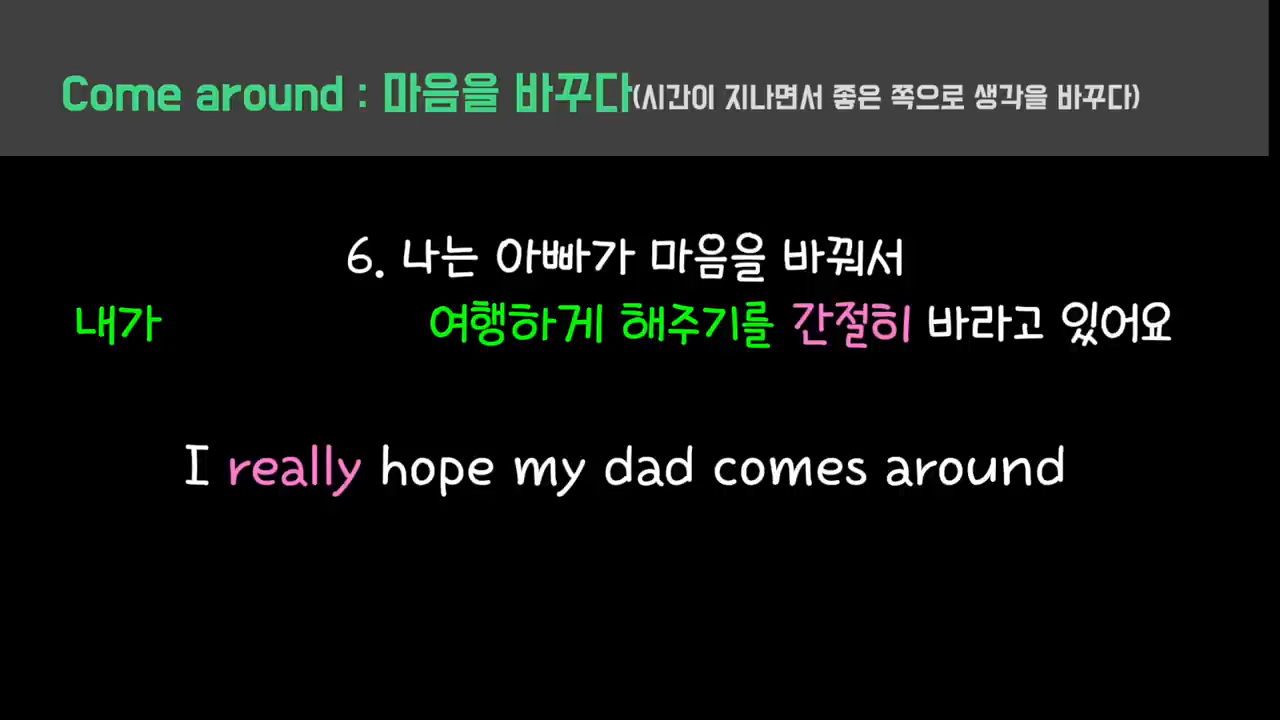 Come around : 마음을 바꾸다(시간이 지나면서 좋은 쪽으로 생각을 바꾸다)
6. 나는 아빠가 마음을 바꿔서
내가 여행하게 해주기를 간절히 바라고 있어요
I really hope my dad comes around